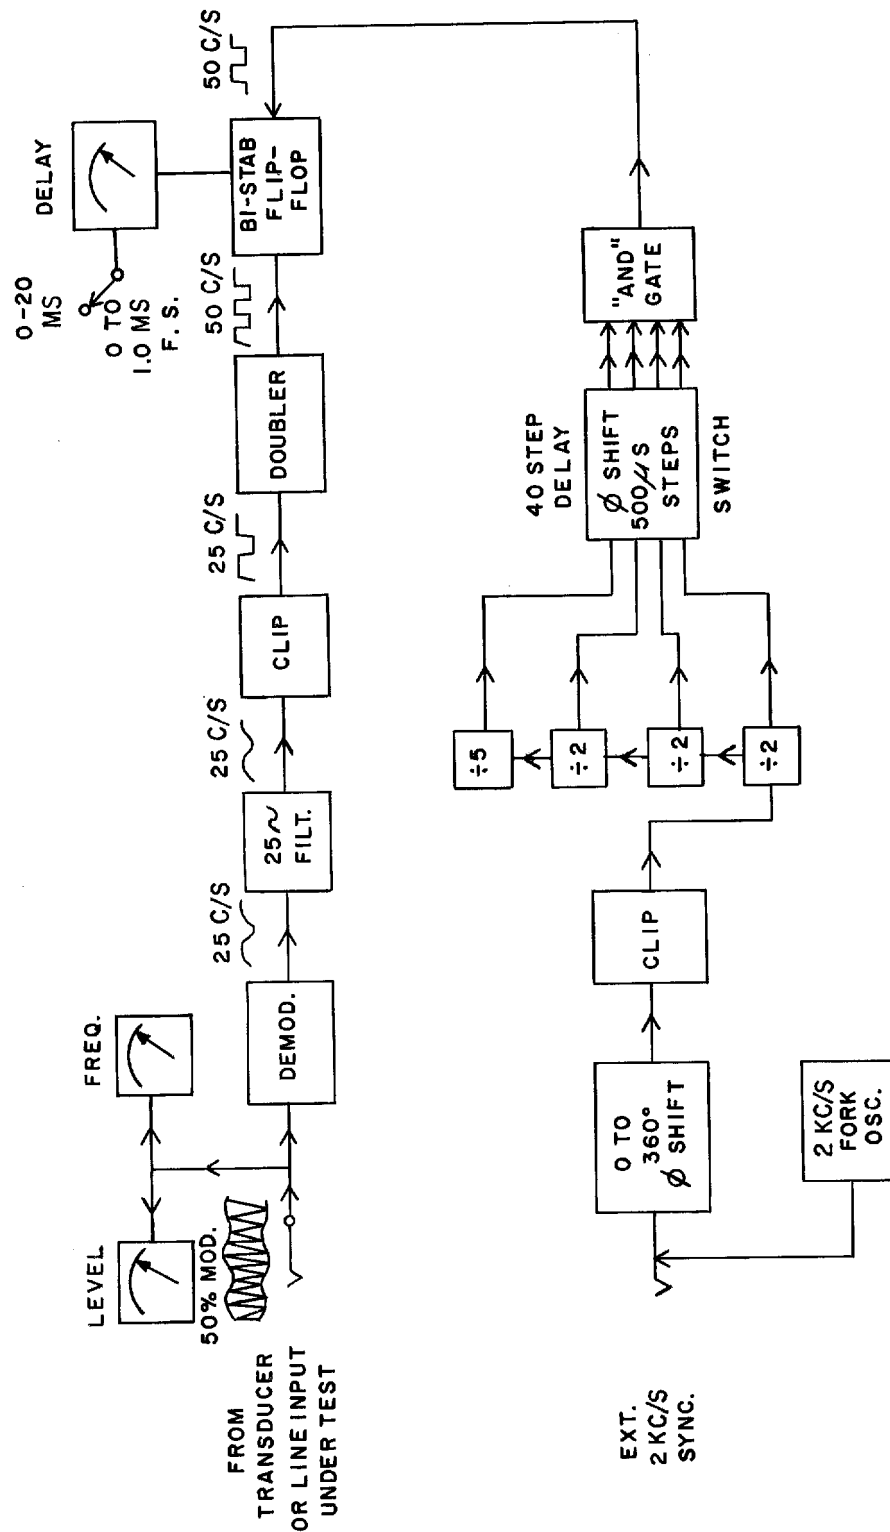 FROM
TRANSDUCER
OR LINE INPUT
UNDER TEST
50% MOD.
LEVEL
FREQ.
DEMOD.
25 C/S
25~
FILT.
25 C/S
CLIP
25 C/S
DOUBLER
50 C/S
BI-STAB
FLIP-
FLOP
50 C/S
DELAY
0-20
MS
0 TO
1.0 MS
F. S.
EXT.
2 KC/S
SYNC.
2 KC/S
FORK
OSC.
0 TO
360°
Ø SHIFT
CLIP
÷5
÷2
÷2
÷2
40 STEP
DELAY
Ø SHIFT
500μS
STEPS
SWITCH
"AND"
GATE